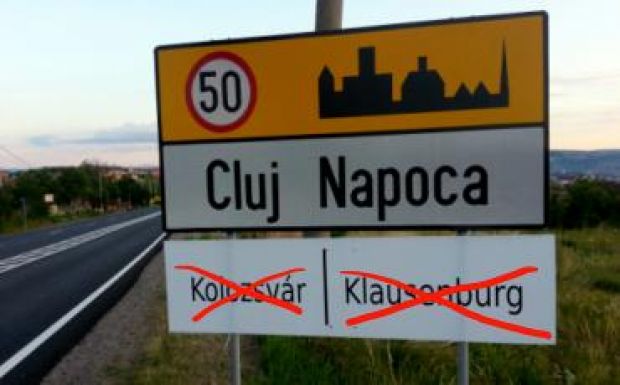 50
Cluj Napoca
Kolozsvár | Klausenburg